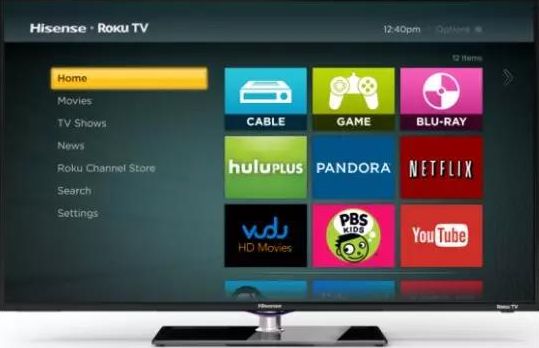 Hisense · Roku TV
12:40pm
Options
12 items
Home
Movies
TV Shows
News
Roku Channel Store
Search
Settings
CABLE
GAME
BLU-RAY
huluPLUS
PANDORA
NETFLIX
vudu
HD Movies
PBS
KIDS
YouTube
Hisense
Roku TV